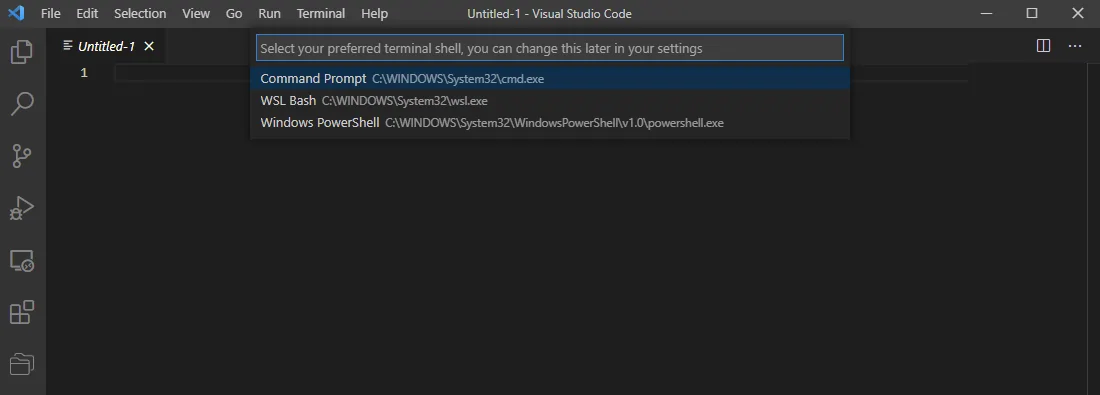 File Edit Selection View Go Run Terminal Help Untitled-1 - Visual Studio Code
Untitled-1
Select your preferred terminal shell, you can change this later in your settings
1
Command Prompt C:\WINDOWS\System32\cmd.exe
WSL Bash C:\WINDOWS\System32\wsl.exe
Windows PowerShell C:\WINDOWS\System32\WindowsPowerShell\v1.0\powershell.exe